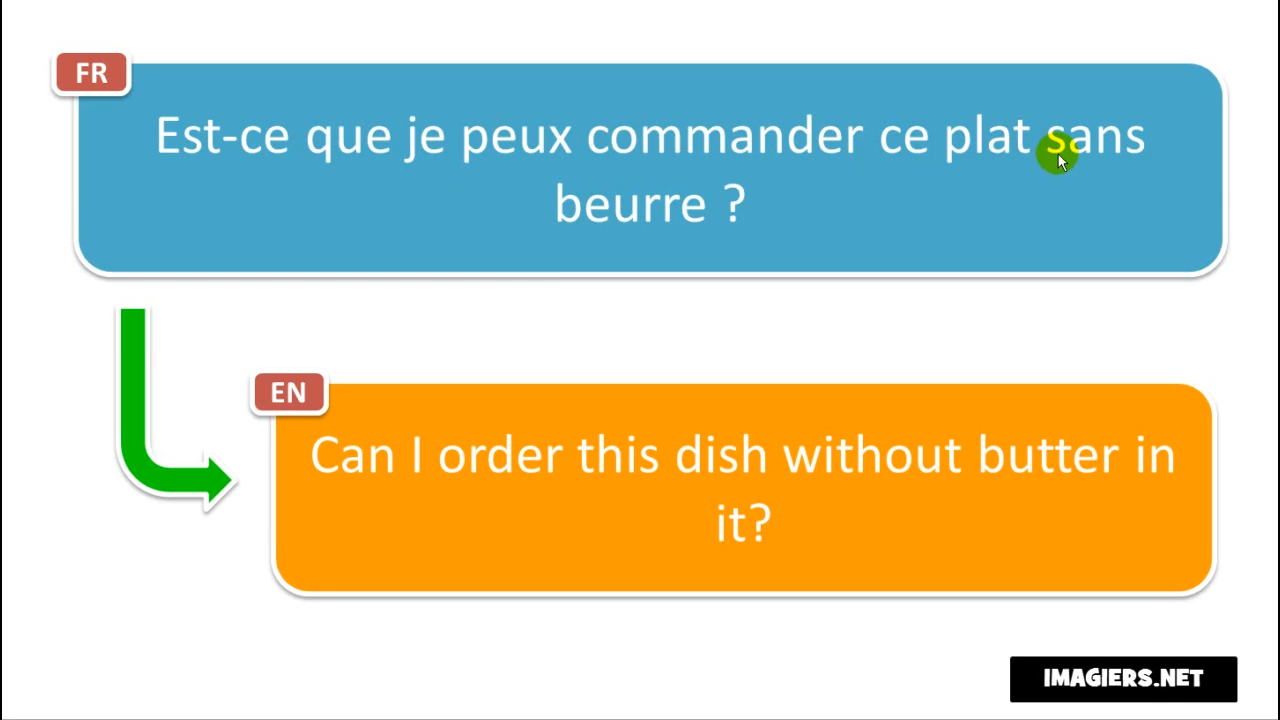 FR
Est-ce que je peux commander ce plat sans
beurre ?
EN
Can I order this dish without butter in
it?
IMAGIERS.NET